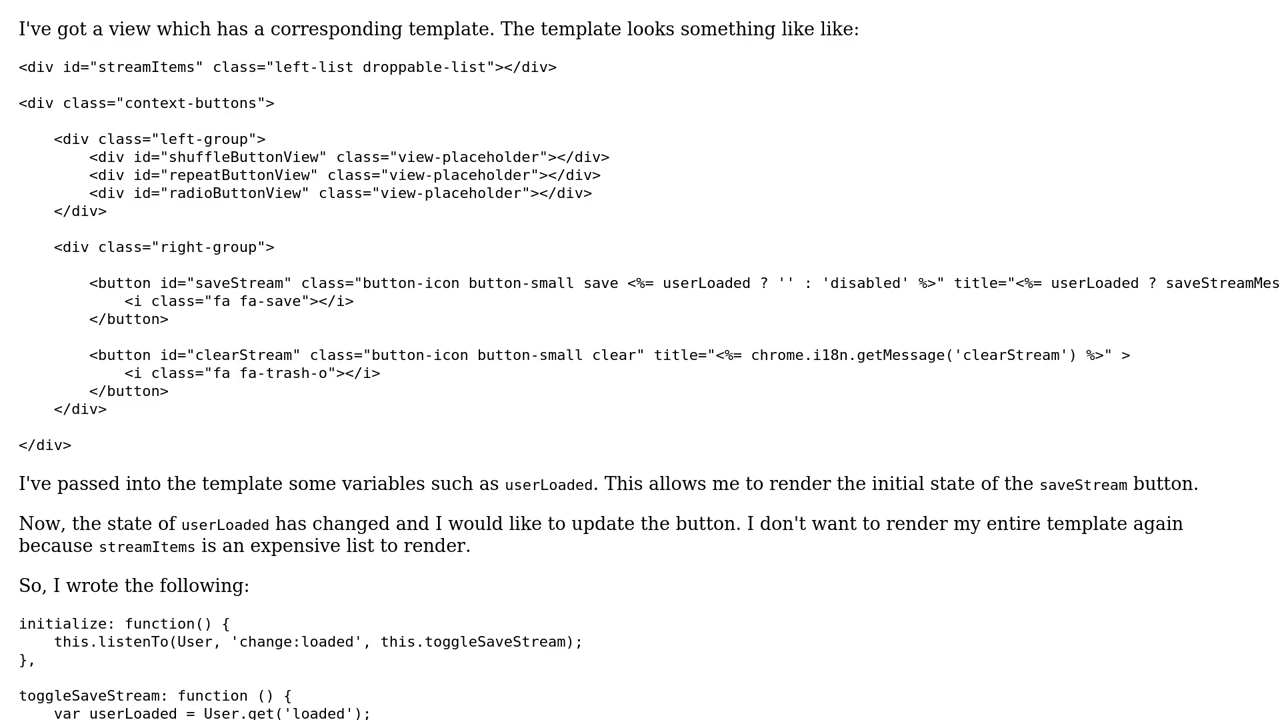 I've got a view which has a corresponding template. The template looks something like like:
<div id="streamItems" class="left-list droppable-list"></div>
<div class="context-buttons">
<div class="left-group">
<div id="shuffleButtonView" class="view-placeholder"></div>
<div id="repeatButtonView" class="view-placeholder"></div>
<div id="radioButtonView" class="view-placeholder"></div>
</div>
<div class="right-group">
<button id="saveStream" class="button-icon button-small save <%= userLoaded ? '' : 'disabled' %>" title="<%= userLoaded ? saveStreamMes
<i class="fa fa-save"></i>
</button>
<button id="clearStream" class="button-icon button-small clear" title="<%= chrome.i18n.getMessage('clearStream') %>" >
<i class="fa fa-trash-o"></i>
</button>
</div>
</div>
I've passed into the template some variables such as userLoaded. This allows me to render the initial state of the saveStream button.
Now, the state of userLoaded has changed and I would like to update the button. I don't want to render my entire template again
because streamItems is an expensive list to render.
So, I wrote the following:
initialize: function() {
this.listenTo(User, 'change:loaded', this.toggleSaveStream);
},
toggleSaveStream: function () {
var userLoaded = User.get('loaded');